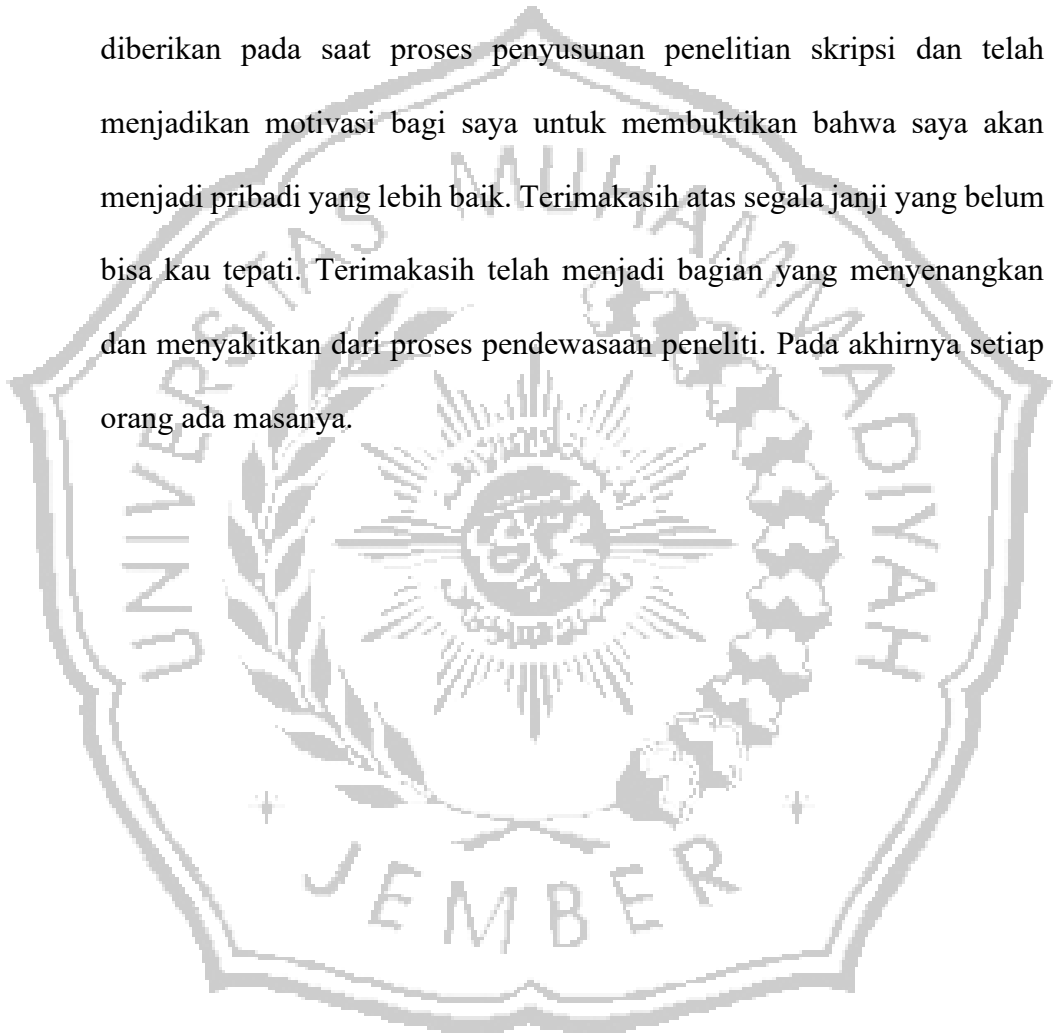 diberikan pada saat proses penyusunan penelitian skripsi dan telah
menjadikan motivasi bagi saya untuk membuktikan bahwa saya akan
menjadi pribadi yang lebih baik. Terimakasih atas segala janji yang belum
bisa kau tepati. Terimakasih telah menjadi bagian yang menyenangkan
dan menyakitkan dari proses pendewasaan peneliti. Pada akhirnya setiap
orang ada masanya.
UNIVERSITAS MUHAMMADIYAH
JEMBER